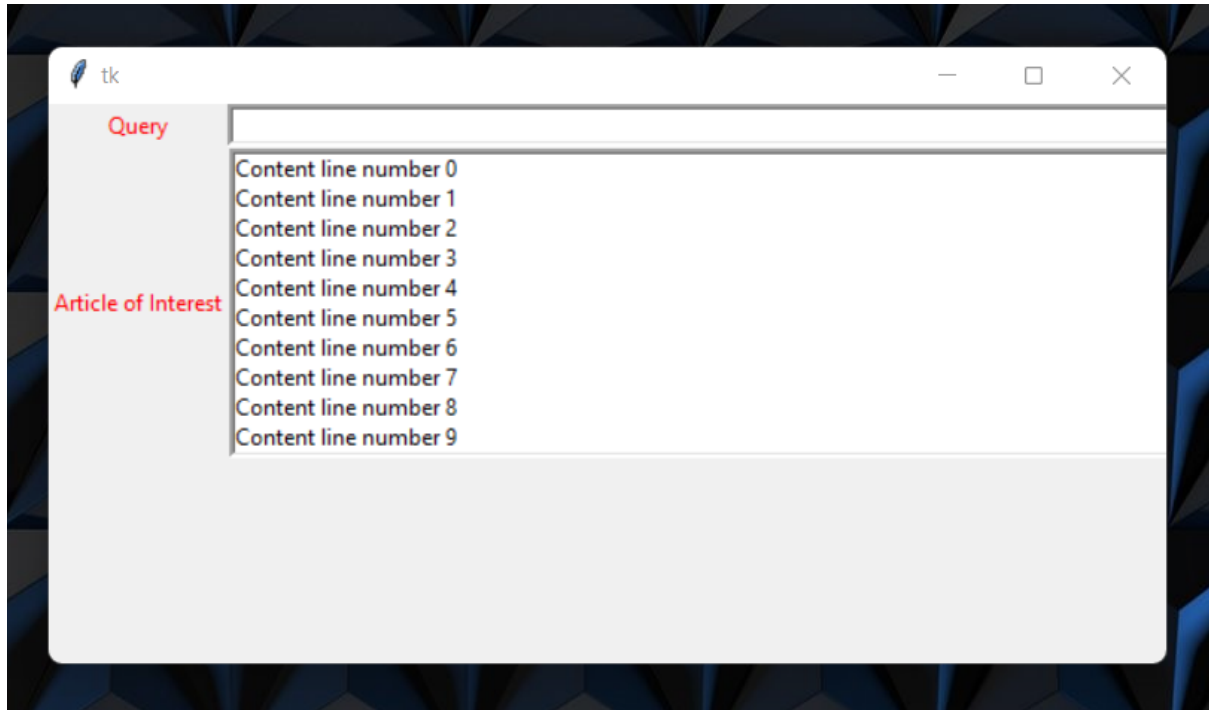 tk
Query
Content line number 0
Content line number 1
Content line number 2
Content line number 3
Content line number 4
Article of Interest
Content line number 5
Content line number 6
Content line number 7
Content line number 8
Content line number 9